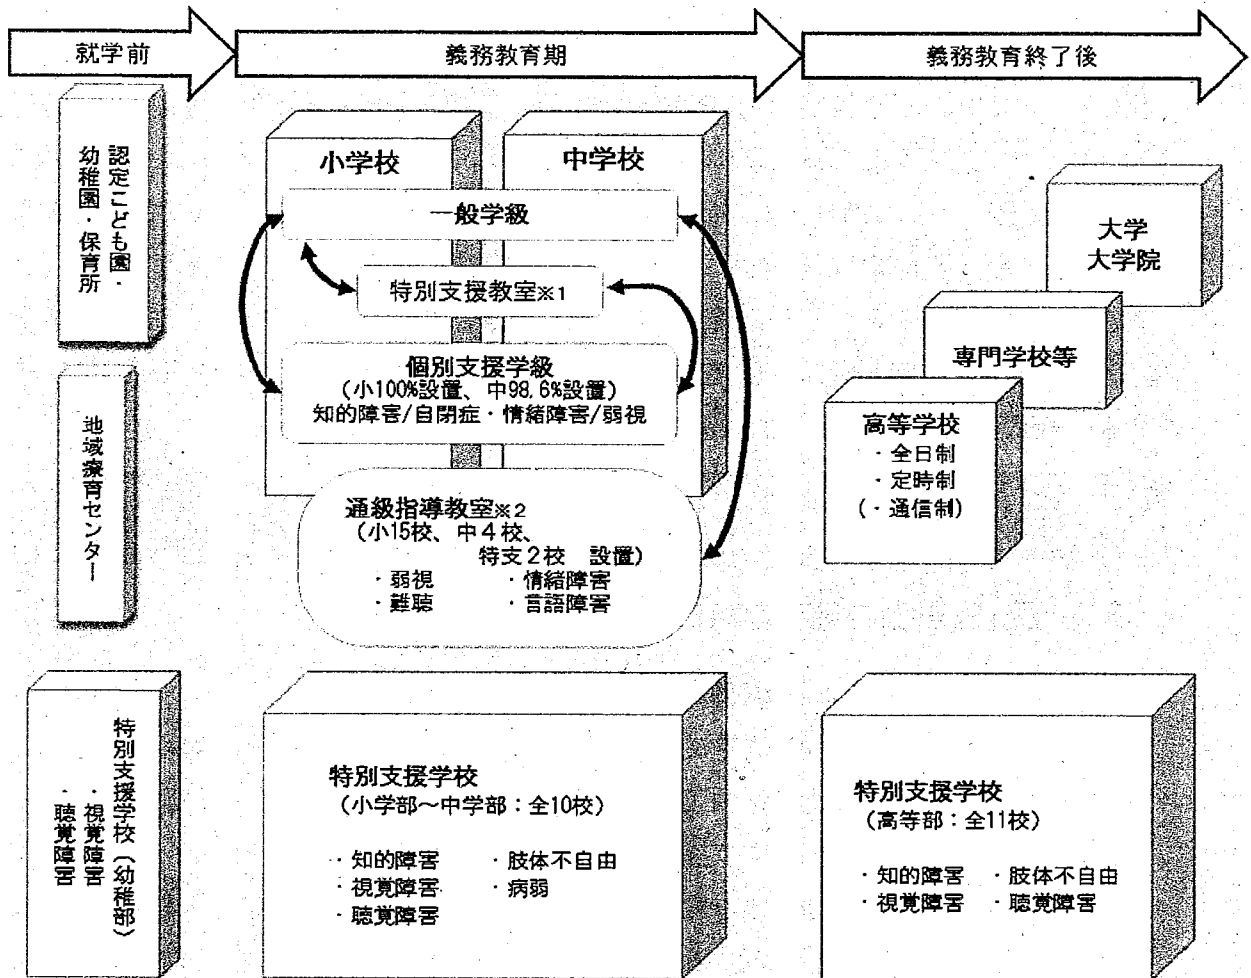 就学前
義務教育期
義務教育終了後
認定こども園・
幼稚園・保育所
地域療育センター
特別支援学校(幼稚部)
・視覚障害
・聴覚障害
小学校
中学校
一般学級
特別支援教室※1
個別支援学級
(小100%設置、中98.6%設置)
知的障害/自閉症・情緒障害/弱視
通級指導教室※2
(小15校、中4校、
特支2校 設置)
・弱視 ・情緒障害
・難聴 ・言語障害
特別支援学校
(小学部～中学部：全10校)
・知的障害 ・肢体不自由
・視覚障害 ・病弱
・聴覚障害
大学
大学院
専門学校等
高等学校
・全日制
・定時制
(・通信制)
特別支援学校
(高等部：全11校)
・知的障害 ・肢体不自由
・視覚障害 ・聴覚障害